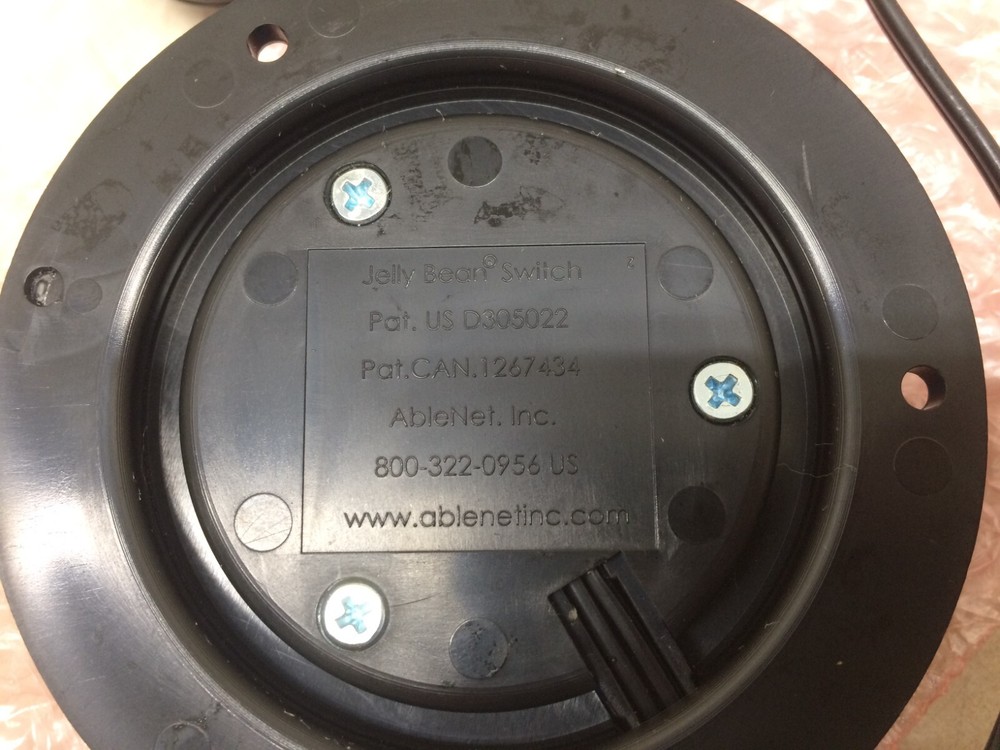 Jelly Bean® Switch
Pat. US D305022
Pat.CAN.1267434
AbleNet. Inc.
800-322-0956 US
www.ablenetinc.com